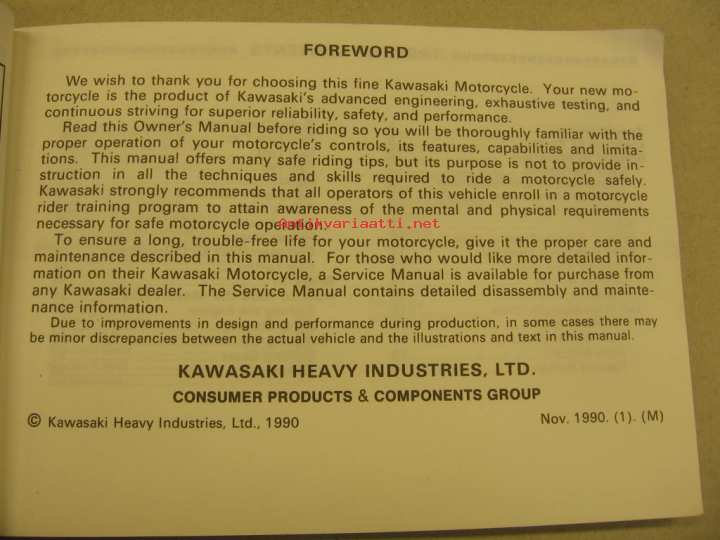 FOREWORD
We wish to thank you for choosing this fine Kawasaki Motorcycle. Your new mo-
torcycle is the product of Kawasaki's advanced engineering, exhaustive testing, and
continuous striving for superior reliability, safety, and performance.
Read this Owner's Manual before riding so you will be thoroughly familiar with the
proper operation of your motorcycle's controls, its features, capabilities and limita-
tions. This manual offers many safe riding tips, but its purpose is not to provide in-
struction in all the techniques and skills required to ride a motorcycle safely.
Kawasaki strongly recommends that all operators of this vehicle enroll in a motorcycle
rider training program to attain awareness of the mental and physical requirements
necessary for safe motorcycle operation.
Antikvariaatti.net
To ensure a long, trouble-free life for your motorcycle, give it the proper care and
maintenance described in this manual. For those who would like more detailed infor-
mation on their Kawasaki Motorcycle, a Service Manual is available for purchase from
any Kawasaki dealer. The Service Manual contains detailed disassembly and mainte-
nance information.
Due to improvements in design and performance during production, in some cases there may
be minor discrepancies between the actual vehicle and the illustrations and text in this manual.
KAWASAKI HEAVY INDUSTRIES, LTD.
CONSUMER PRODUCTS & COMPONENTS GROUP
© Kawasaki Heavy Industries, Ltd., 1990
Nov. 1990. (1). (M)